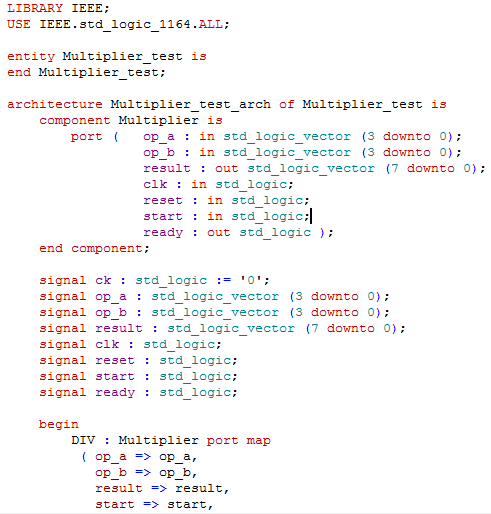 LIBRARY IEEE;
USE IEEE.std_logic_1164.ALL;

entity Multiplier_test is
end Multiplier_test;

architecture Multiplier_test_arch of Multiplier_test is
    component Multiplier is
        port (   op_a : in std_logic_vector (3 downto 0);
                 op_b : in std_logic_vector (3 downto 0);
                 result : out std_logic_vector (7 downto 0);
                 clk : in std_logic;
                 reset : in std_logic;
                 start : in std_logic;
                 ready : out std_logic );
    end component;

    signal ck : std_logic := '0';
    signal op_a : std_logic_vector (3 downto 0);
    signal op_b : std_logic_vector (3 downto 0);
    signal result : std_logic_vector (7 downto 0);
    signal clk : std_logic;
    signal reset : std_logic;
    signal start : std_logic;
    signal ready : std_logic;

    begin
        DIV : Multiplier port map
         ( op_a => op_a,
           op_b => op_b,
           result => result,
           start => start,